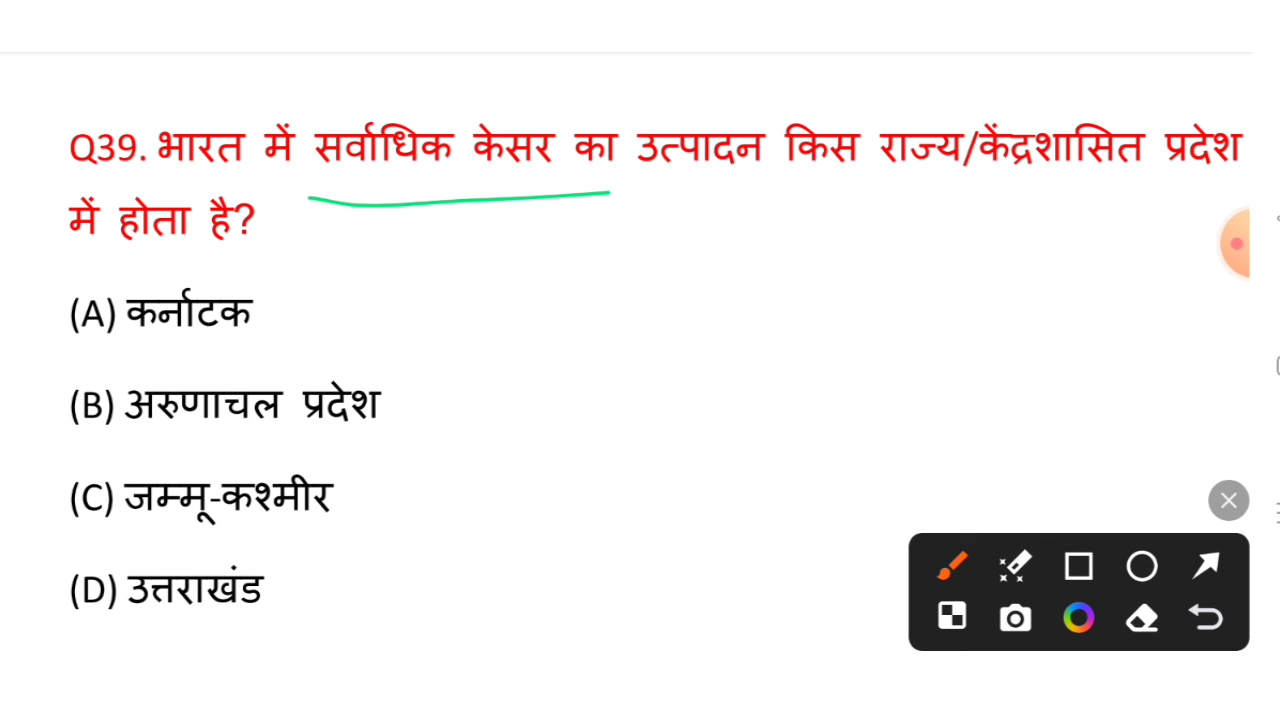 Q39. भारत में सर्वाधिक केसर का उत्पादन किस राज्य/केंद्रशासित प्रदेश
में होता है?
(A) कर्नाटक
(B) अरुणाचल प्रदेश
(C) जम्मू-कश्मीर
(D) उत्तराखंड